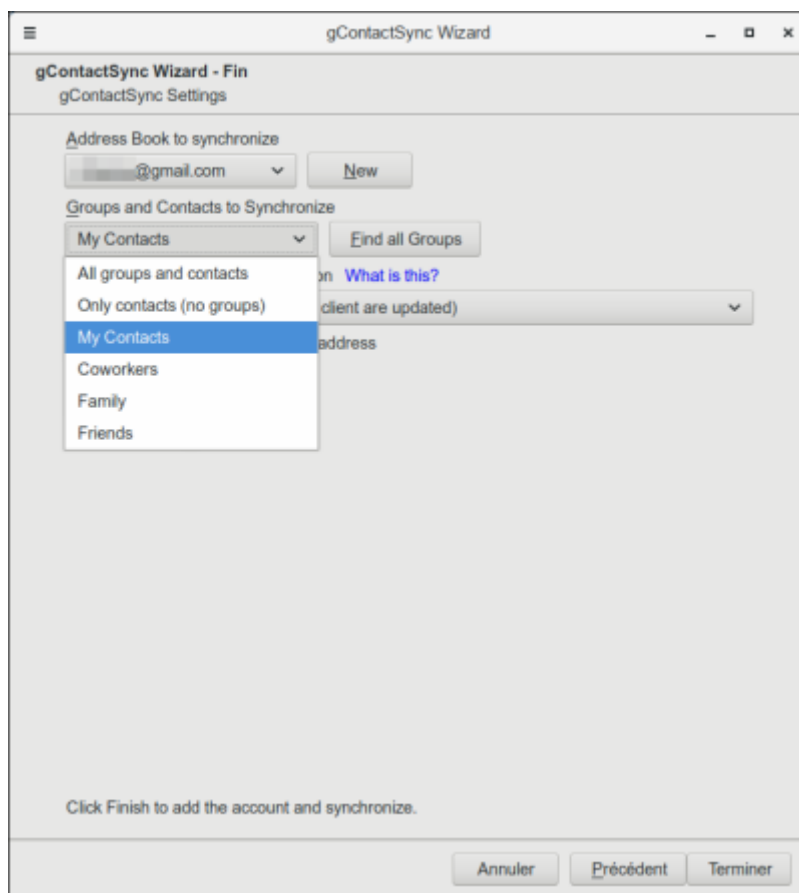 gContactSync Wizard
gContactSync Wizard - Fin
gContactSync Settings
Address Book to synchronize
@gmail.com New
Groups and Contacts to Synchronize
My Contacts Find all Groups
All groups and contacts
on What is this?
Only contacts (no groups)
client are updated)
My Contacts
address
Coworkers
Family
Friends
Click Finish to add the account and synchronize.
Annuler Précédent Terminer